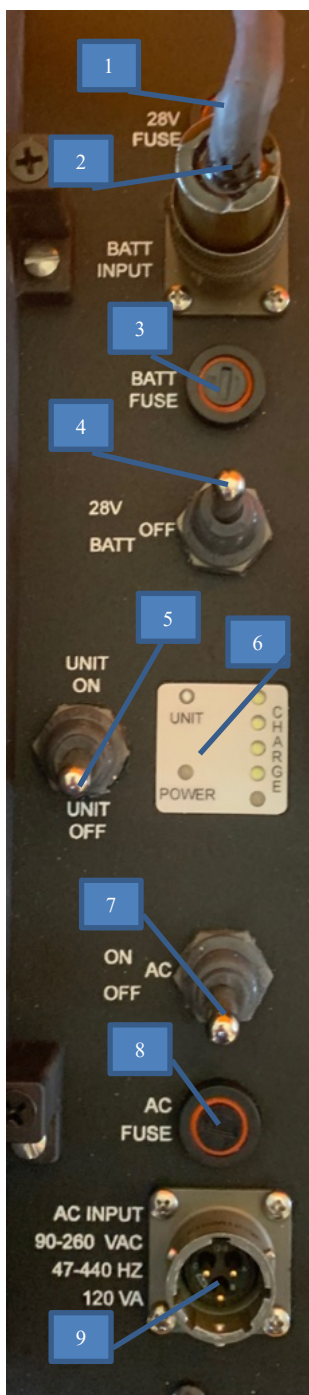 1
28V
FUSE
2
BATT
INPUT
3
BATT
FUSE
4
28V
OFF
BATT
5
UNIT
ON
6
UNIT
CHARGE
POWER
UNIT
OFF
7
ON
AC
OFF
8
AC
FUSE
AC INPUT
90-260 VAC
47-440 HZ
120 VA
9